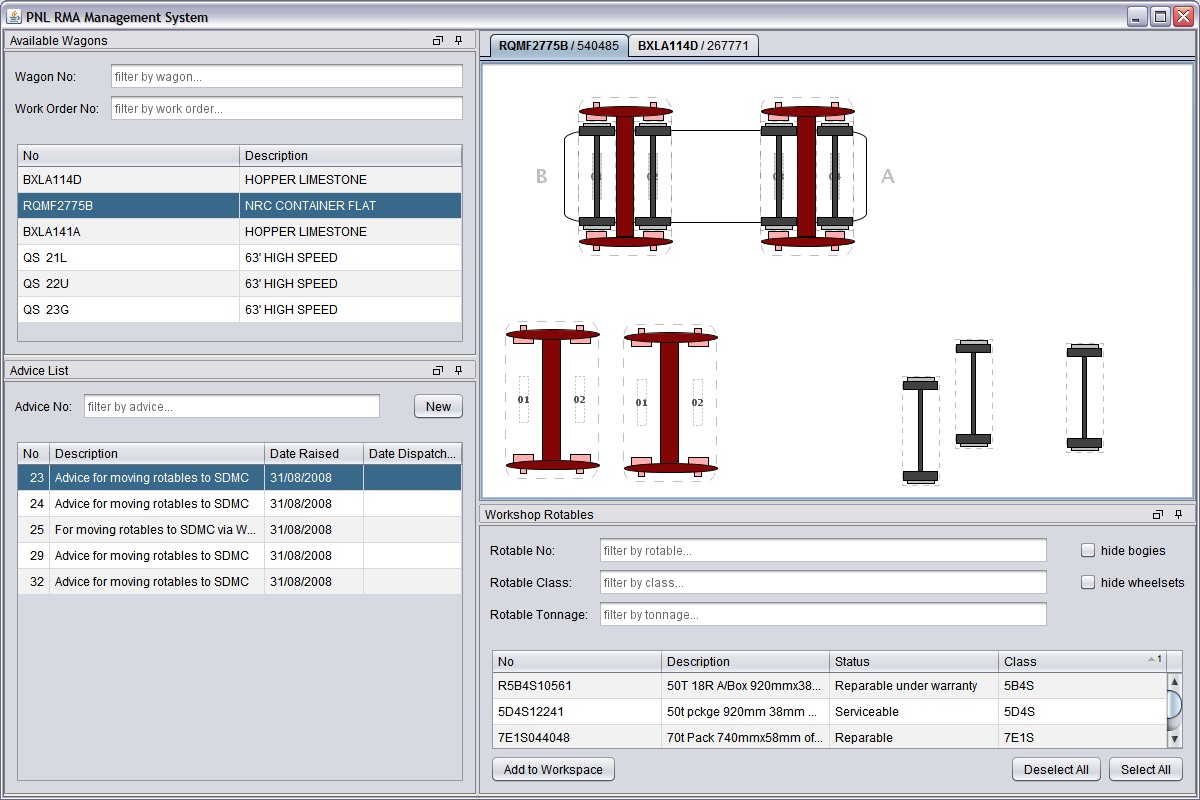 PNL RMA Management System
Available Wagons
Wagon No: filter by wagon...
Work Order No: filter by work order...
No Description
BXLA114D HOPPER LIMESTONE
RQMF2775B NRC CONTAINER FLAT
BXLA141A HOPPER LIMESTONE
QS 21L 63' HIGH SPEED
QS 22U 63' HIGH SPEED
QS 23G 63' HIGH SPEED
Advice List
Advice No: filter by advice... New
No Description Date Raised Date Dispatch...
23 Advice for moving rotables to SDMC 31/08/2008
24 Advice for moving rotables to SDMC 31/08/2008
25 For moving rotables to SDMC via W... 31/08/2008
29 Advice for moving rotables to SDMC 31/08/2008
32 Advice for moving rotables to SDMC 31/08/2008
RQMF2775B / 540485 BXLA114D / 267771
B A
01 02 01 02
Workshop Rotables
Rotable No: filter by rotable... hide bogies
Rotable Class: filter by class... hide wheelsets
Rotable Tonnage: filter by tonnage...
No Description Status Class 1
R5B4S10561 50T 18R A/Box 920mmx38... Reparable under warranty 5B4S
5D4S12241 50t pckge 920mm 38mm ... Serviceable 5D4S
7E1S044048 70t Pack 740mmx58mm of... Reparable 7E1S
Add to Workspace Deselect All Select All